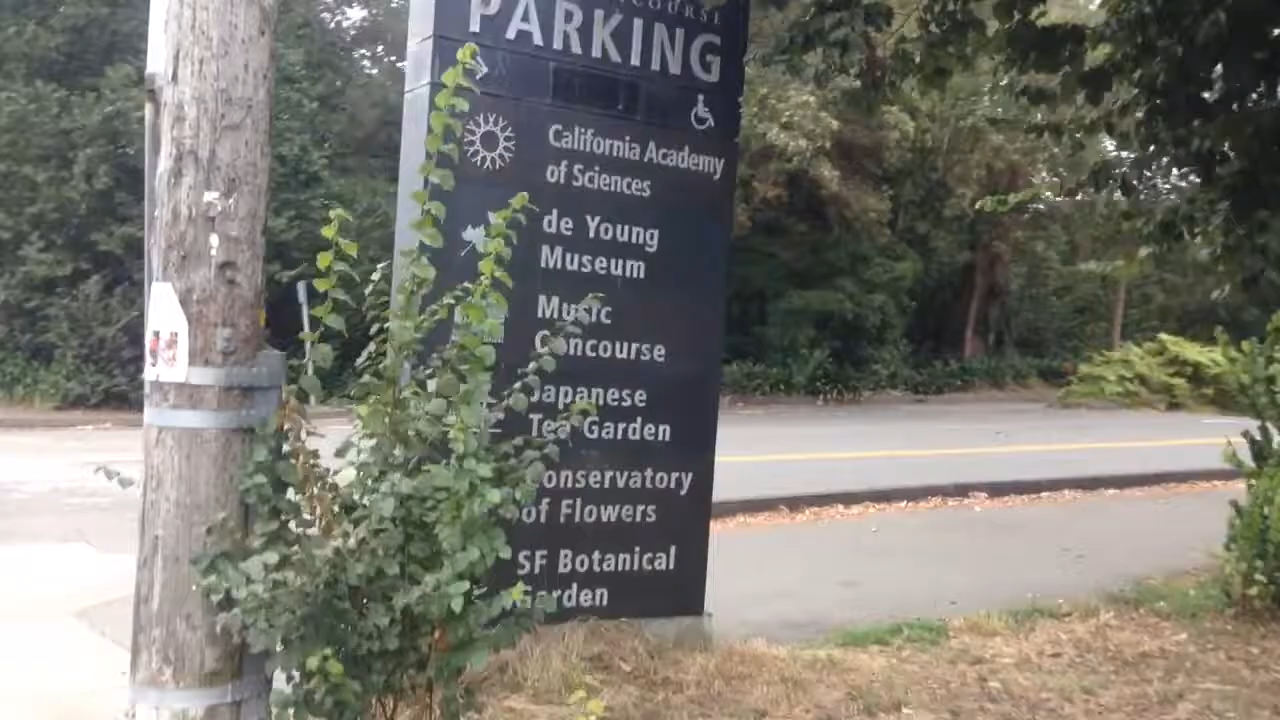 PARKING
California Academy
of Sciences
de Young
Museum
Music
Concourse
Japanese
Tea Garden
Conservatory
of Flowers
SF Botanical
Garden